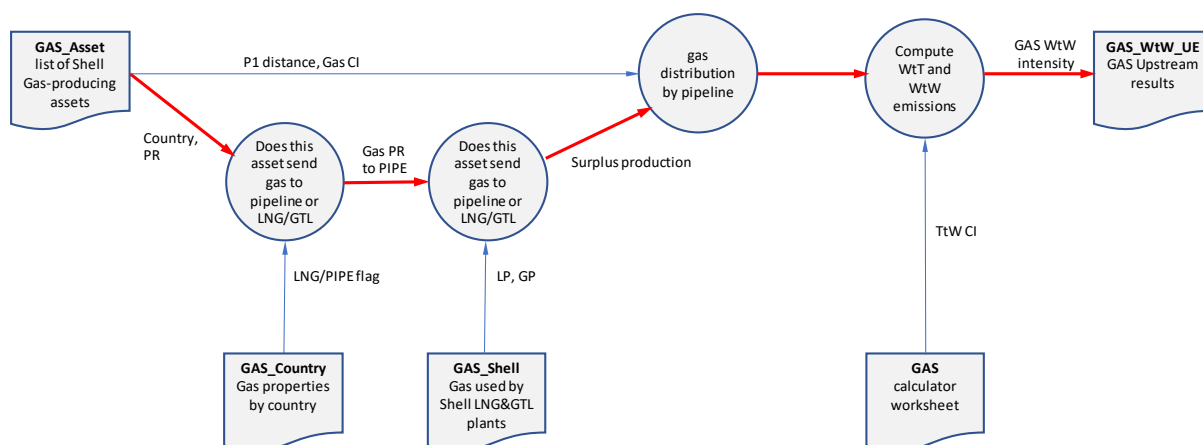 GAS_Asset
list of Shell
Gas-producing
assets
P1 distance, Gas CI
gas
distribution
by pipeline
Compute
WtT and
WtW
emissions
GAS WtW
intensity
GAS_WtW_UE
GAS Upstream
results
Country,
PR
Does this
asset send
gas to
pipeline or
LNG/GTL
Gas PR
to PIPE
Does this
asset send
gas to
pipeline or
LNG/GTL
Surplus production
LNG/PIPE flag
LP, GP
TtW CI
GAS_Country
Gas properties
by country
GAS_Shell
Gas used by
Shell LNG&GTL
plants
GAS
calculator
worksheet